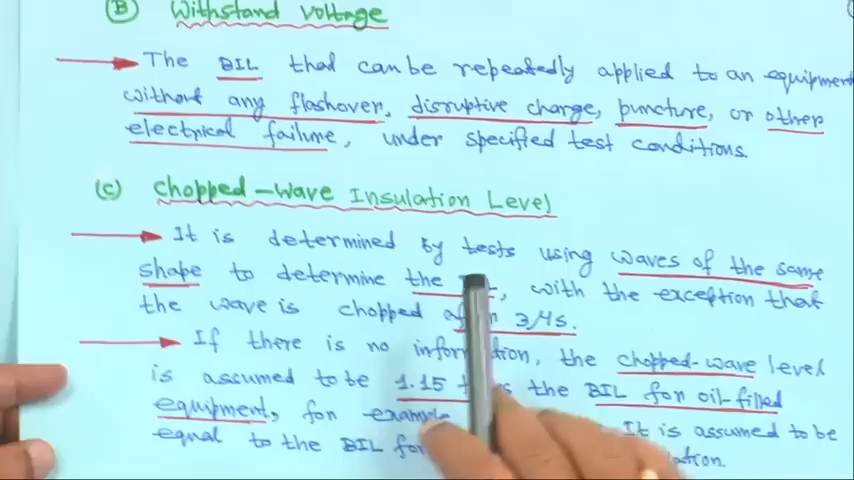 (B) Withstand voltage
The BIL that can be repeatedly applied to an equipment
without any flashover, disruptive charge, puncture, or other
electrical failure, under specified test conditions.
(C) Chopped-Wave Insulation Level
It is determined by tests using waves of the same
shape to determine the , with the exception that
the wave is chopped after 3 μs.
If there is no information, the chopped-wave level
is assumed to be 1.15 the BIL for oil-filled
equipment, for example
It is assumed to be
equal to the BIL for